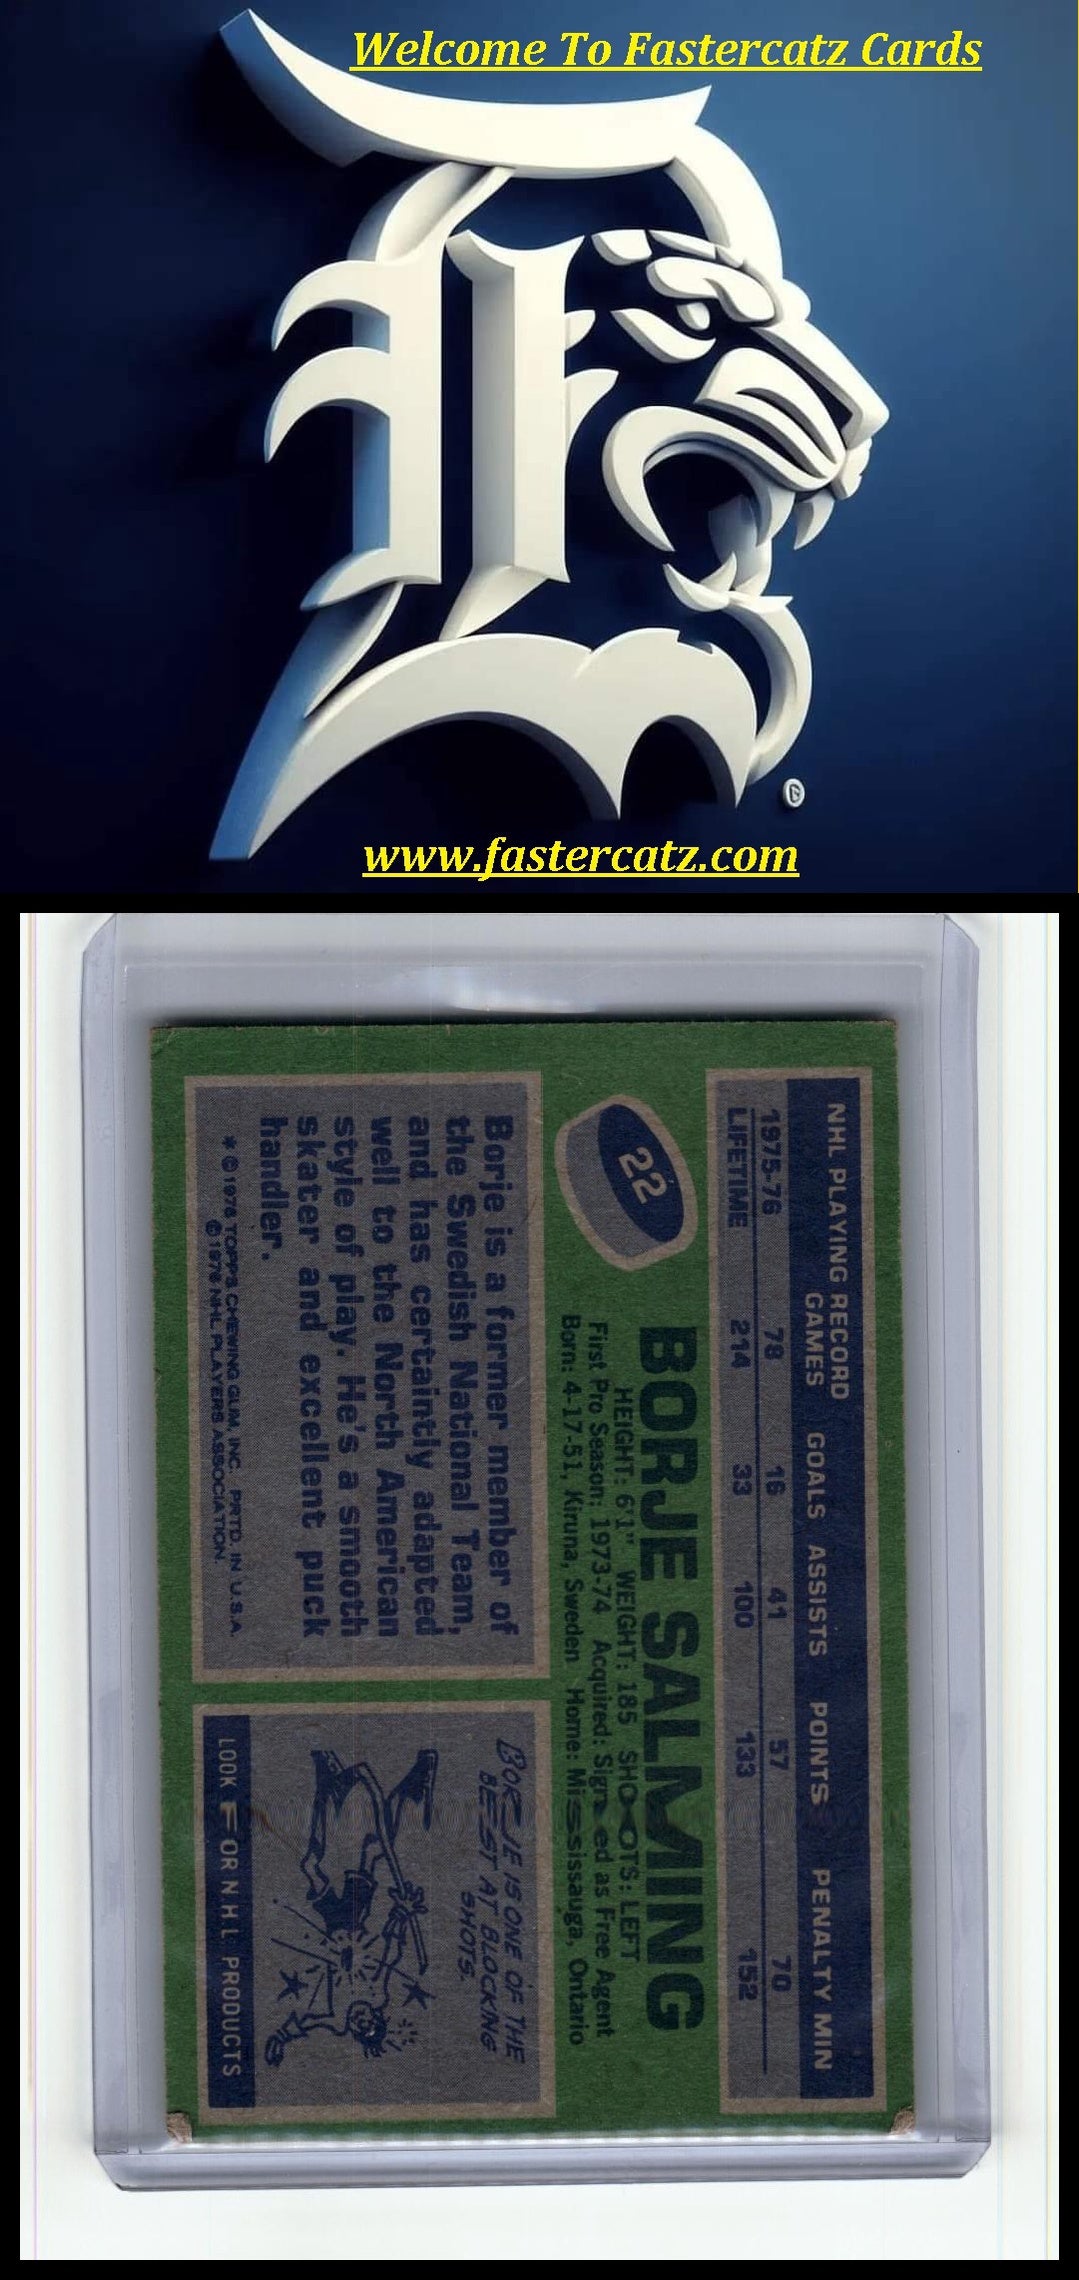 Welcome To Fastercatz Cards
www.fastercatz.com
NHL PLAYING RECORD
GAMES GOALS ASSISTS POINTS PENALTY MIN
1975-76 78 16 41 57 70
LIFETIME 214 33 100 133 152
22
BORJE SALMING
HEIGHT: 6'1" WEIGHT: 185 SHOOTS: LEFT
First Pro Season: 1973-74 Acquired: Signed as Free Agent
Born: 4-17-51, Kiruna, Sweden Home: Mississauga, Ontario
Borje is a former member of
the Swedish National Team,
and has certaintly adapted
well to the North American
style of play. He's a smooth
skater and excellent puck
handler.
* © 1976 TOPPS CHEWING GUM, INC. PRTD. IN U.S.A.
© 1976 NHL PLAYERS ASSOCIATION.
BORJE IS ONE OF THE
BEST AT BLOCKING
SHOTS.
LOOK FOR N.H.L. PRODUCTS